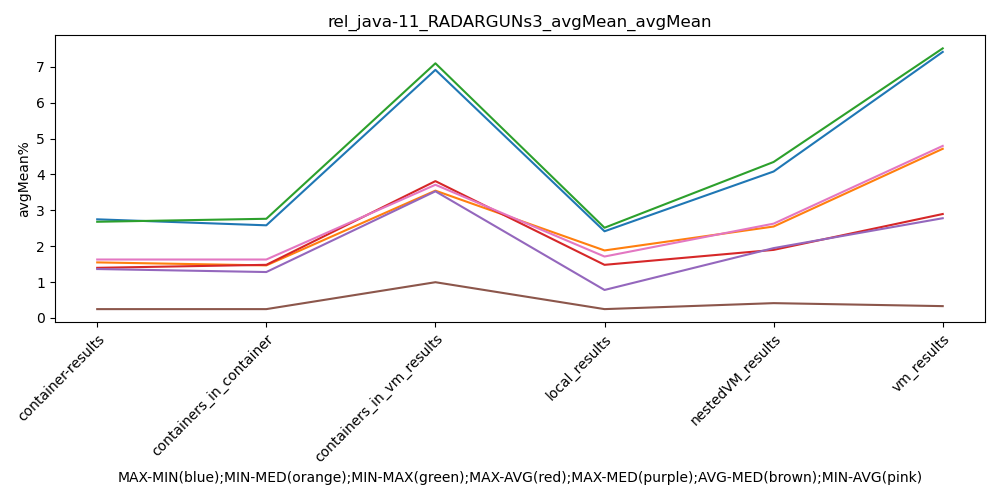 rel_java-11_RADARGUNs3_avgMean_avgMean
avgMean%
7
6
5
4
3
2
1
0
container-results
containers_in_container
containers_in_vm_results
local_results
nestedVM_results
vm_results
MAX-MIN(blue);MIN-MED(orange);MIN-MAX(green);MAX-AVG(red);MAX-MED(purple);AVG-MED(brown);MIN-AVG(pink)